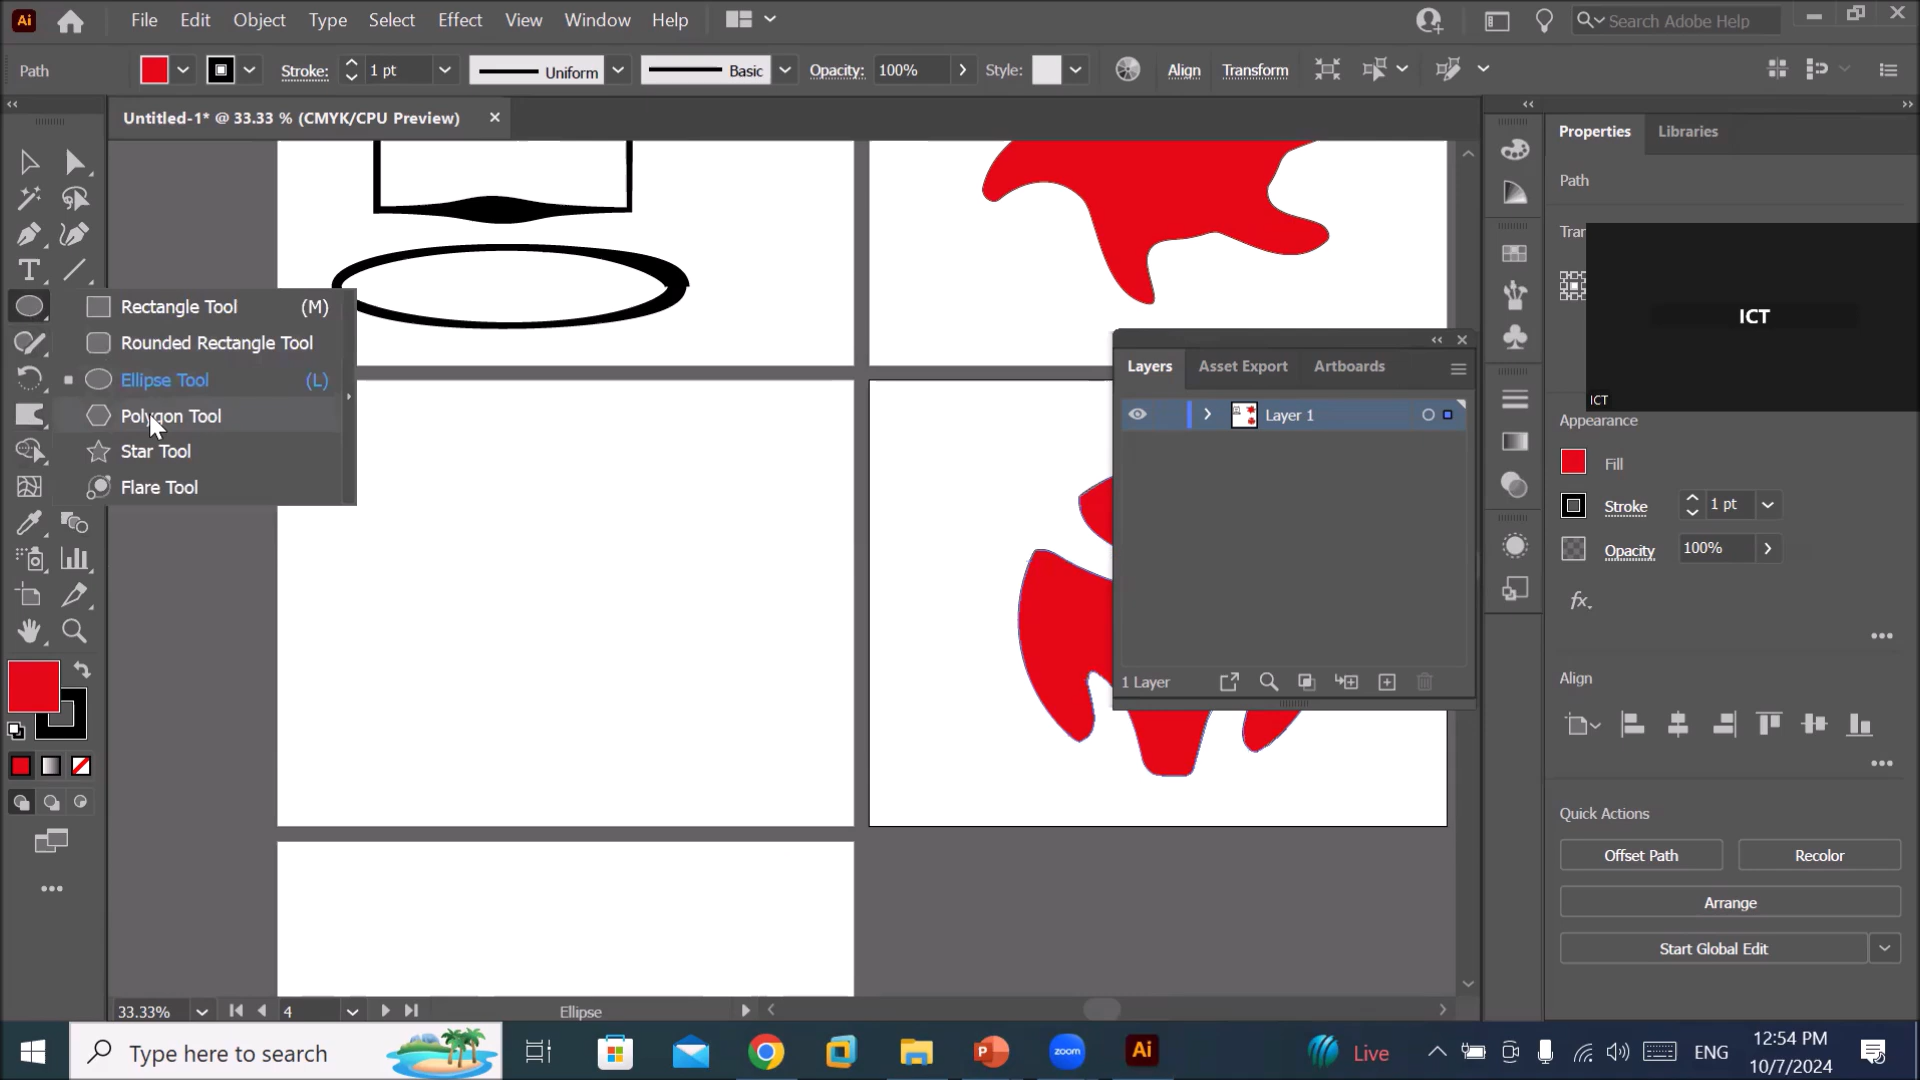 Ai File Edit Object Type Select Effect View Window Help Search Adobe Help
Path Stroke: 1 pt Uniform Basic Opacity: 100% Style: Align Transform
Untitled-1* @ 33.33 % (CMYK/CPU Preview)
Properties Libraries
Path
Tran
ICT
ICT
Rectangle Tool (M)
Rounded Rectangle Tool
Ellipse Tool (L)
Polygon Tool
Star Tool
Flare Tool
Layers Asset Export Artboards
Layer 1
1 Layer
Appearance
Fill
Stroke 1 pt
Opacity 100%
fx
Align
Quick Actions
Offset Path Recolor
Arrange
Start Global Edit
33.33% 4 Ellipse
Type here to search
zoom
Ai
Live
ENG
12:54 PM
10/7/2024